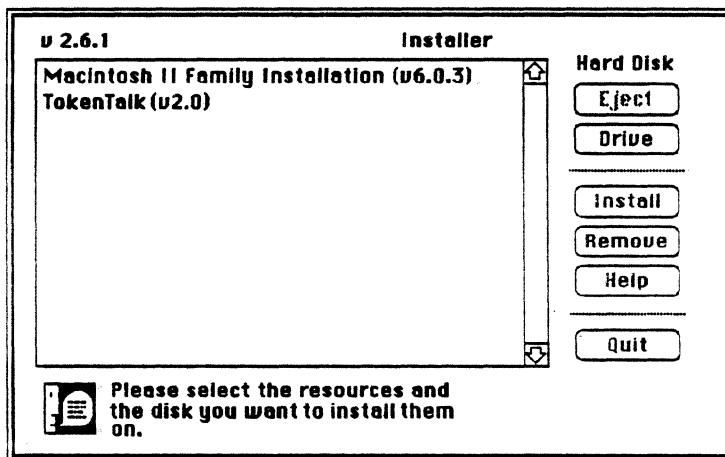 v 2.6.1 Installer
Macintosh II Family Installation (v6.0.3)
TokenTalk (v2.0)
Hard Disk
Eject
Drive
Install
Remove
Help
Quit
Please select the resources and
the disk you want to install them
on.